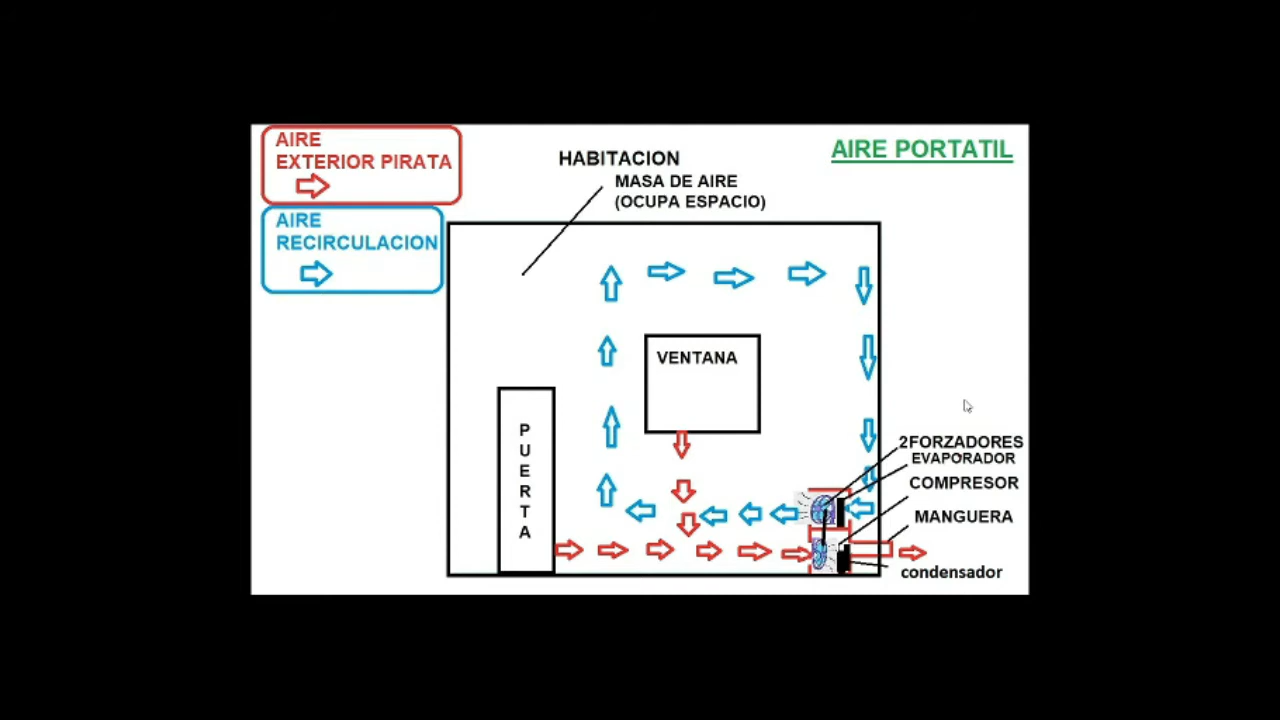 AIRE
EXTERIOR PIRATA
AIRE
RECIRCULACION
HABITACION
MASA DE AIRE
(OCUPA ESPACIO)
AIRE PORTATIL
VENTANA
PUERTA
2FORZADORES
EVAPORADOR
COMPRESOR
MANGUERA
condensador